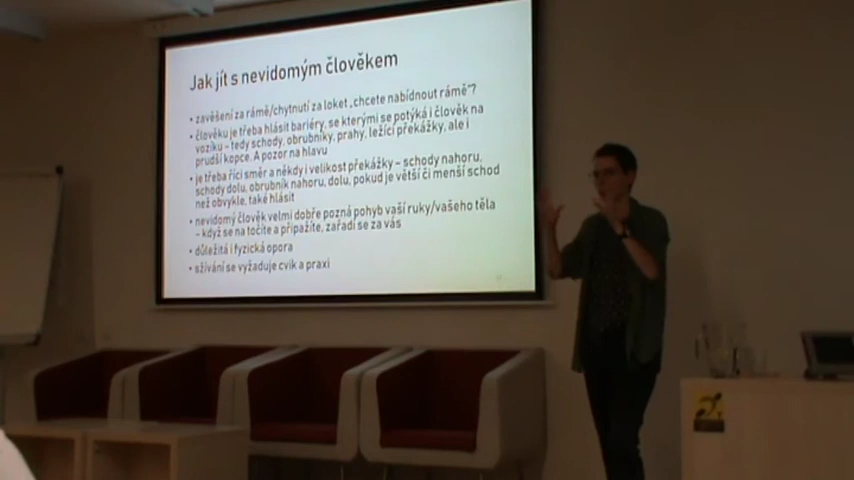 Jak jít s nevidomým člověkem
• zavěšení za rámě/chytnutí za loket „chcete nabídnout rámě"?
• člověku je třeba hlásit bariéry, se kterými se potýká i člověk na
vozíku – tedy schody, obrubníky, prahy, ležící překážky, ale i
prudší kopce. A pozor na hlavu
• je třeba říci směr a někdy i velikost překážky – schody nahoru,
schody dolu, obrubník nahoru, dolu, pokud je větší či menší schod
než obvykle, také hlásit
• nevidomý člověk velmi dobře pozná pohyb vaší ruky/vašeho těla
– když se na točíte a připažíte, zařadí se za vás
• důležitá i fyzická opora
• sžívání se vyžaduje cvik a praxi